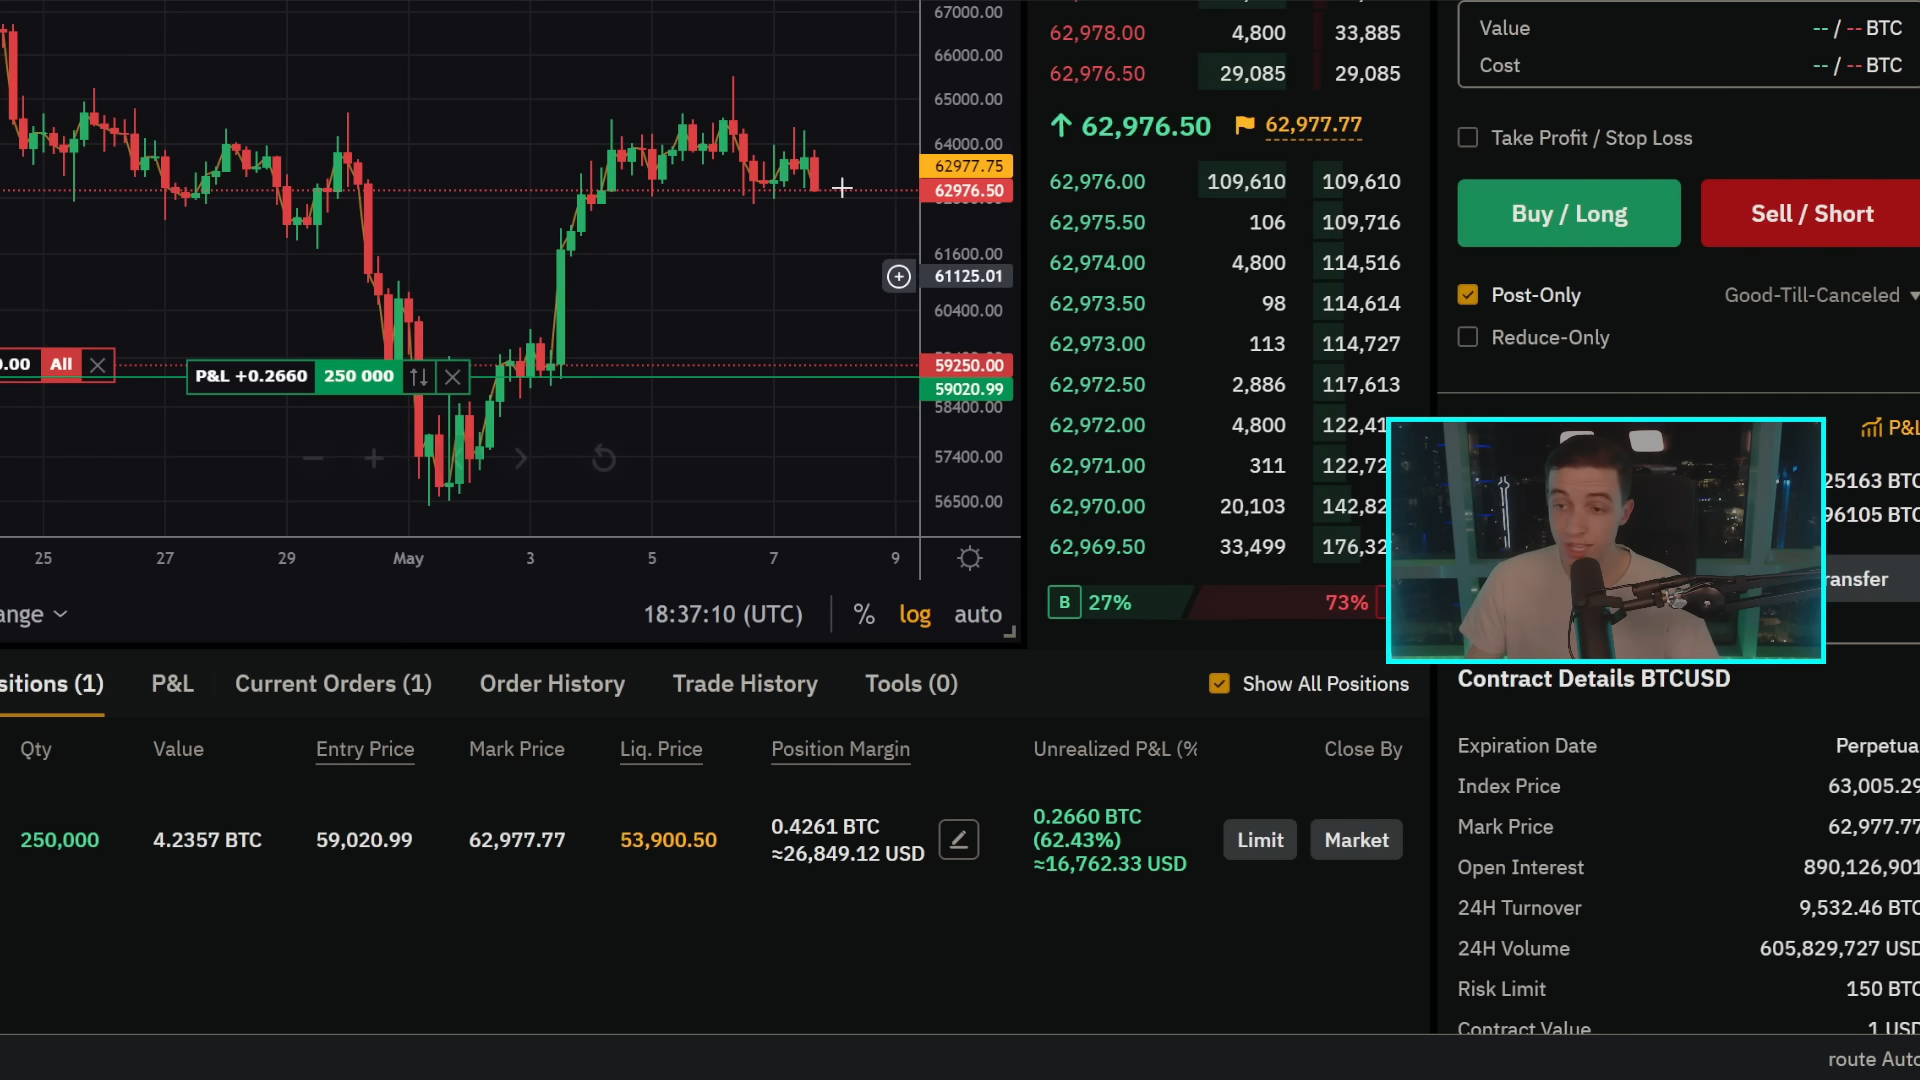 67000.00
66000.00
65000.00
64000.00
62977.75
62976.50
61600.00
61125.01
60400.00
59250.00
59020.99
58400.00
57400.00
56500.00
0.00 All
P&L +0.2660 250 000
25 27 29 May 3 5 7 9
ange
18:37:10 (UTC) % log auto
62,978.00 4,800 33,885
62,976.50 29,085 29,085
62,976.50 62,977.77
62,976.00 109,610 109,610
62,975.50 106 109,716
62,974.00 4,800 114,516
62,973.50 98 114,614
62,973.00 113 114,727
62,972.50 2,886 117,613
62,972.00 4,800 122,41
62,971.00 311 122,72
62,970.00 20,103 142,82
62,969.50 33,499 176,32
B 27% 73%
Value -- / -- BTC
Cost -- / -- BTC
Take Profit / Stop Loss
Buy / Long Sell / Short
Post-Only Good-Till-Canceled
Reduce-Only
P&L
25163 BTC
96105 BTC
ransfer
sitions (1) P&L Current Orders (1) Order History Trade History Tools (0) Show All Positions
Qty Value Entry Price Mark Price Liq. Price Position Margin Unrealized P&L (% Close By
250,000 4.2357 BTC 59,020.99 62,977.77 53,900.50 0.4261 BTC
≈26,849.12 USD
0.2660 BTC
(62.43%)
≈16,762.33 USD
Limit Market
Contract Details BTCUSD
Expiration Date Perpetua
Index Price 63,005.29
Mark Price 62,977.77
Open Interest 890,126,901
24H Turnover 9,532.46 BTC
24H Volume 605,829,727 USD
Risk Limit 150 BTC
Contract Value 1 USD
route Auto